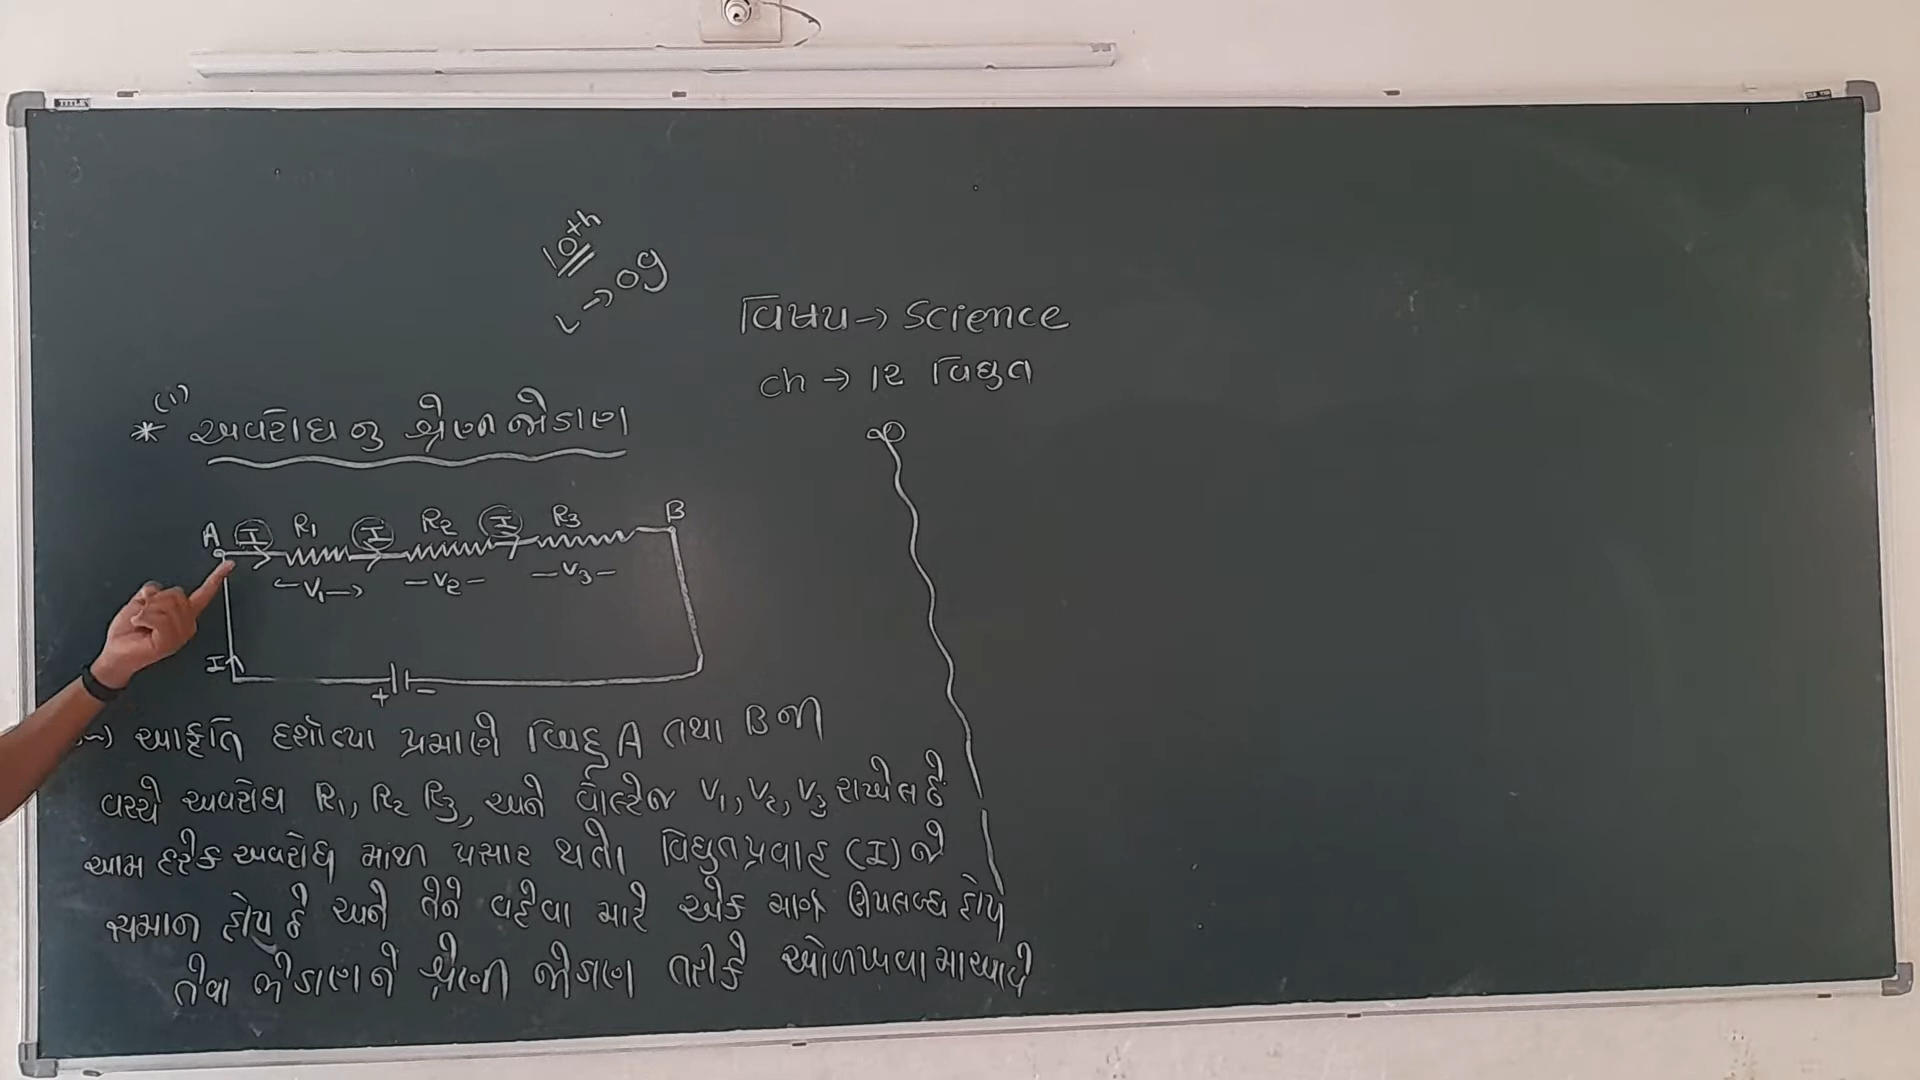 10th
L → 09
વિષય → Science
ch → 12 વિદ્યુત
(1)
* અવરોધ નુ શ્રેણી જોડાણ
A I R1 I R2 I R3 B
←V1→ -V2- -V3-
I
+ -
→) આકૃતિ દર્શાવ્યા પ્રમાણે બિંદુ A તથા B ની
વચ્ચે અવરોધ R1, R2 R3, અને વોલ્ટેજ V1, V2, V3 રાખેલ છે
આમ દરેક અવરોધ માંથી પ્રસાર થતો વિદ્યુતપ્રવાહ (I) જે
સમાન હોય છે અને તેને વહેવા માટે એક માર્ગ ઉપલબ્ધ હોય
તેવા જોડાણને શ્રેણી જોડાણ તરીકે ઓળખવામાઆવે